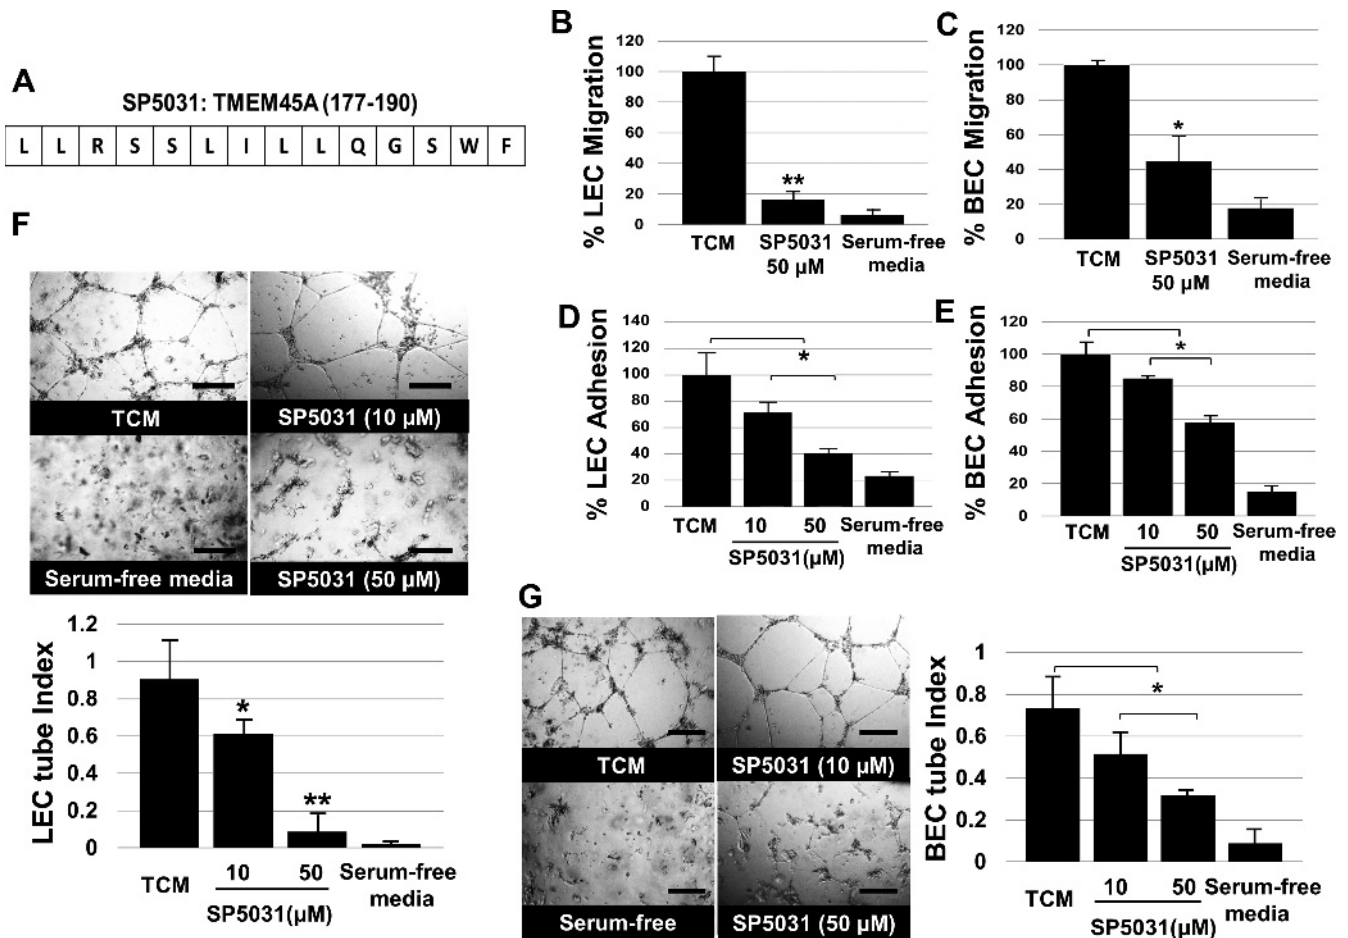 A
SP5031: TMEM45A (177-190)
L L R S S L I L L Q G S W F
B
% LEC Migration
120
100
80
60
40
20
0
**
TCM
SP5031
50 µM
Serum-free
media
C
% BEC Migration
120
100
80
60
40
20
0
*
TCM
SP5031
50 µM
Serum-free
media
D
% LEC Adhesion
140
120
100
80
60
40
20
0
*
TCM
10
50
Serum-free
media
SP5031(µM)
E
% BEC Adhesion
120
100
80
60
40
20
0
*
TCM
10
50
Serum-free
media
SP5031(µM)
F
TCM
SP5031 (10 µM)
Serum-free media
SP5031 (50 µM)
LEC tube Index
1.2
1
0.8
0.6
0.4
0.2
0
*
**
TCM
10
50
Serum-free
media
SP5031(µM)
G
TCM
SP5031 (10 µM)
Serum-free
SP5031 (50 µM)
BEC tube Index
1
0.8
0.6
0.4
0.2
0
*
TCM
10
50
Serum-free
media
SP5031(µM)